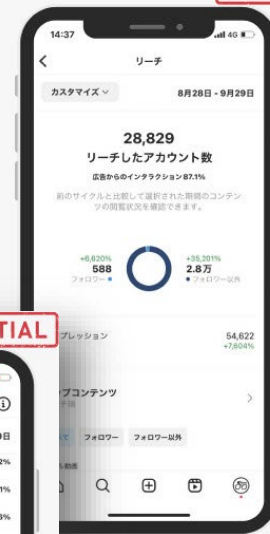 14:37
4G
リーチ
カスタマイズ
8月28日 - 9月29日
28,829
リーチしたアカウント数
広告からのインタラクション87.1%
前のサイクルと比較して選択された期間のコンテン
ツの閲覧状況を確認できます。
+6,620%
588
フォロワー
+35,201%
2.8万
フォロワー以外
プレッション
54,622
+7,604%
TIAL
プコンテンツ
フォロワー
フォロワー以外
日
2%
1%